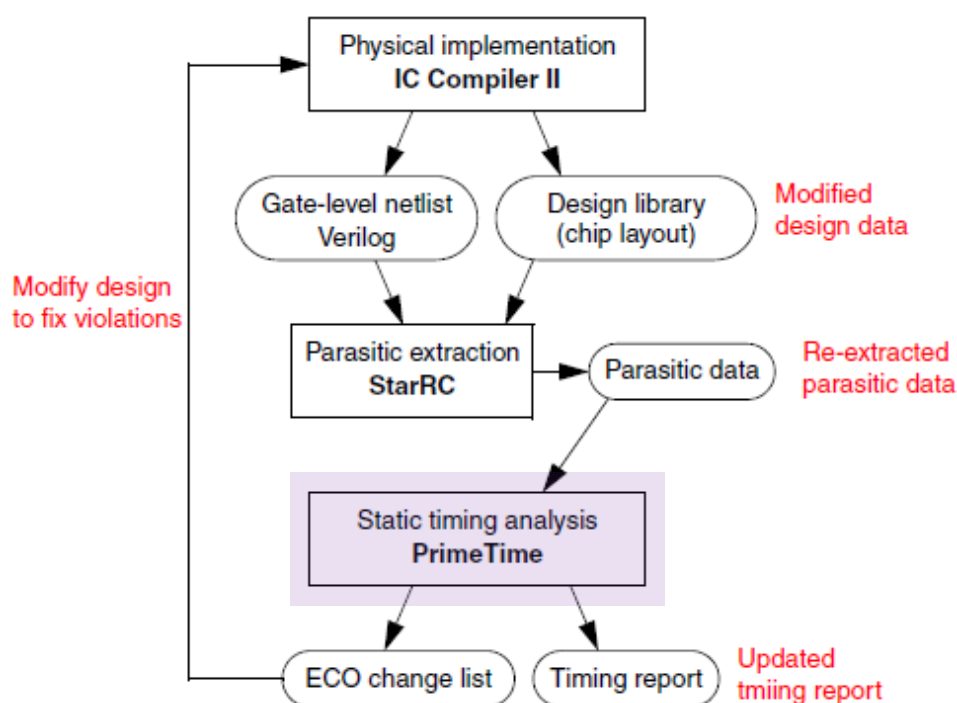 Physical implementation
IC Compiler II
Gate-level netlist
Verilog
Design library
(chip layout)
Modified
design data
Modify design
to fix violations
Parasitic extraction
StarRC
Parasitic data
Re-extracted
parasitic data
Static timing analysis
PrimeTime
ECO change list
Timing report
Updated
tmiing report